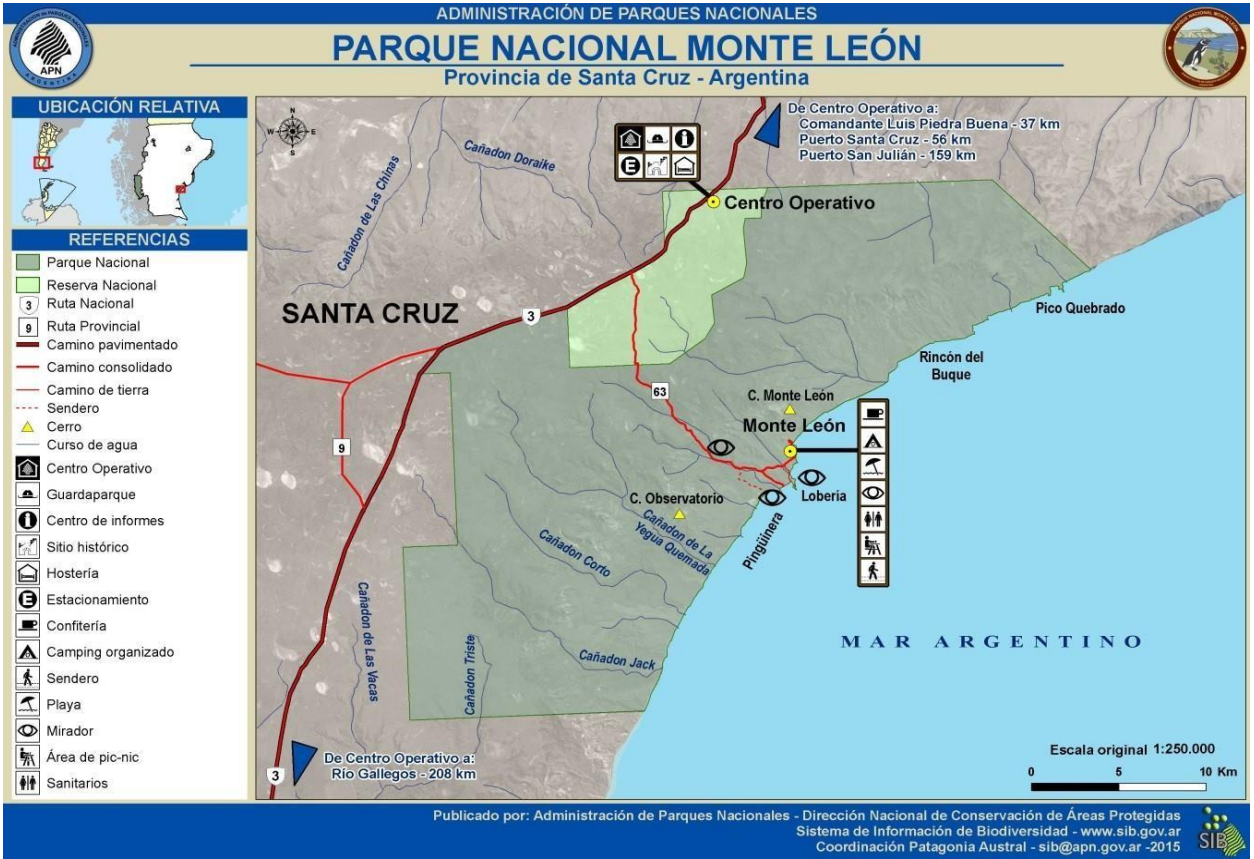 ADMINISTRACIÓN DE PARQUES NACIONALES
PARQUE NACIONAL MONTE LEÓN
Provincia de Santa Cruz - Argentina
APN
ARGENTINA
UBICACIÓN RELATIVA
REFERENCIAS
Parque Nacional
Reserva Nacional
3 Ruta Nacional
9 Ruta Provincial
Camino pavimentado
Camino consolidado
Camino de tierra
Sendero
Cerro
Curso de agua
Centro Operativo
Guardaparque
Centro de informes
Sitio histórico
Hostería
E Estacionamiento
Confitería
Camping organizado
Sendero
Playa
Mirador
Área de pic-nic
Sanitarios
N
W E
S
Cañadon de Las Chinas
Cañadon Doraike
De Centro Operativo a:
Comandante Luis Piedra Buena - 37 km
Puerto Santa Cruz - 56 km
Puerto San Julián - 159 km
E
Centro Operativo
SANTA CRUZ
3
Pico Quebrado
Rincón del
Buque
63
C. Monte León
Monte León
9
Lobería
C. Observatorio
Cañadon de La
Yegua Quemada
Pingüinera
Cañadon Corto
Cañadon de Las Vacas
Cañadon Triste
Cañadon Jack
MAR ARGENTINO
3
De Centro Operativo a:
Río Gallegos - 208 km
Escala original 1:250.000
0 5 10 Km
Publicado por: Administración de Parques Nacionales - Dirección Nacional de Conservación de Áreas Protegidas
Sistema de Información de Biodiversidad - www.sib.gov.ar
Coordinación Patagonia Austral - sib@apn.gov.ar -2015
SIB